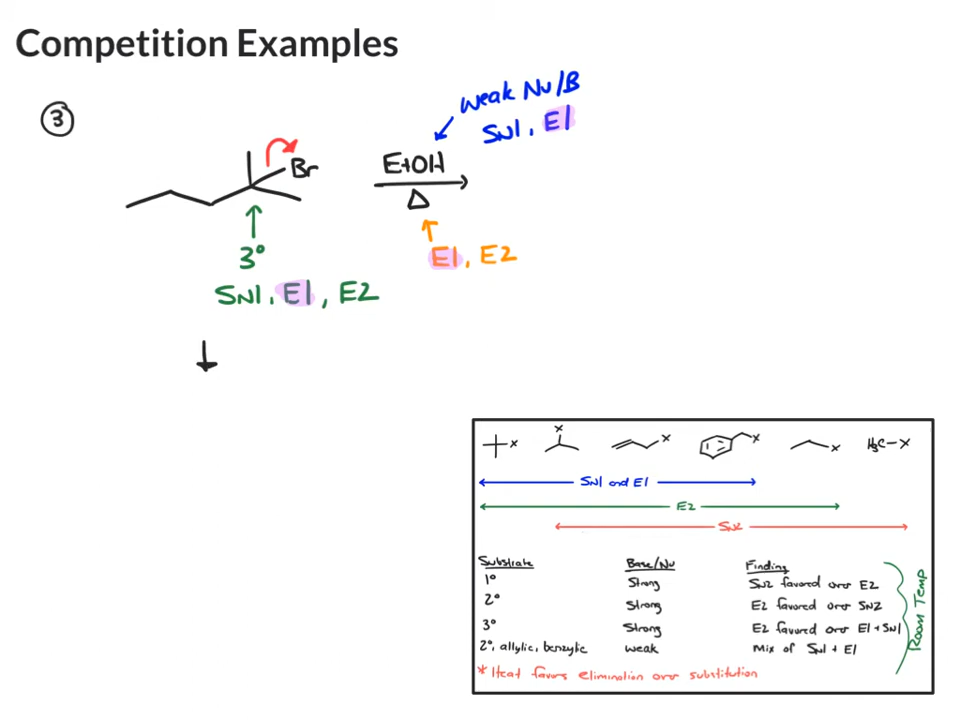 Competition Examples
3
weak Nu/B
SN1, E1
Br
EtOH
Δ
3°
E1, E2
SN1, E1, E2
x
x
x
x
x
H3C-X
SN1 and E1
E2
SN2
Substrate Base/Nu Finding
1° Strong SN2 favored over E2
2° Strong E2 favored over SN2
3° Strong E2 favored over E1 + SN1
2°, allylic, benzylic weak Mix of SN1 + E1
Room Temp
* Heat favors elimination over substitution